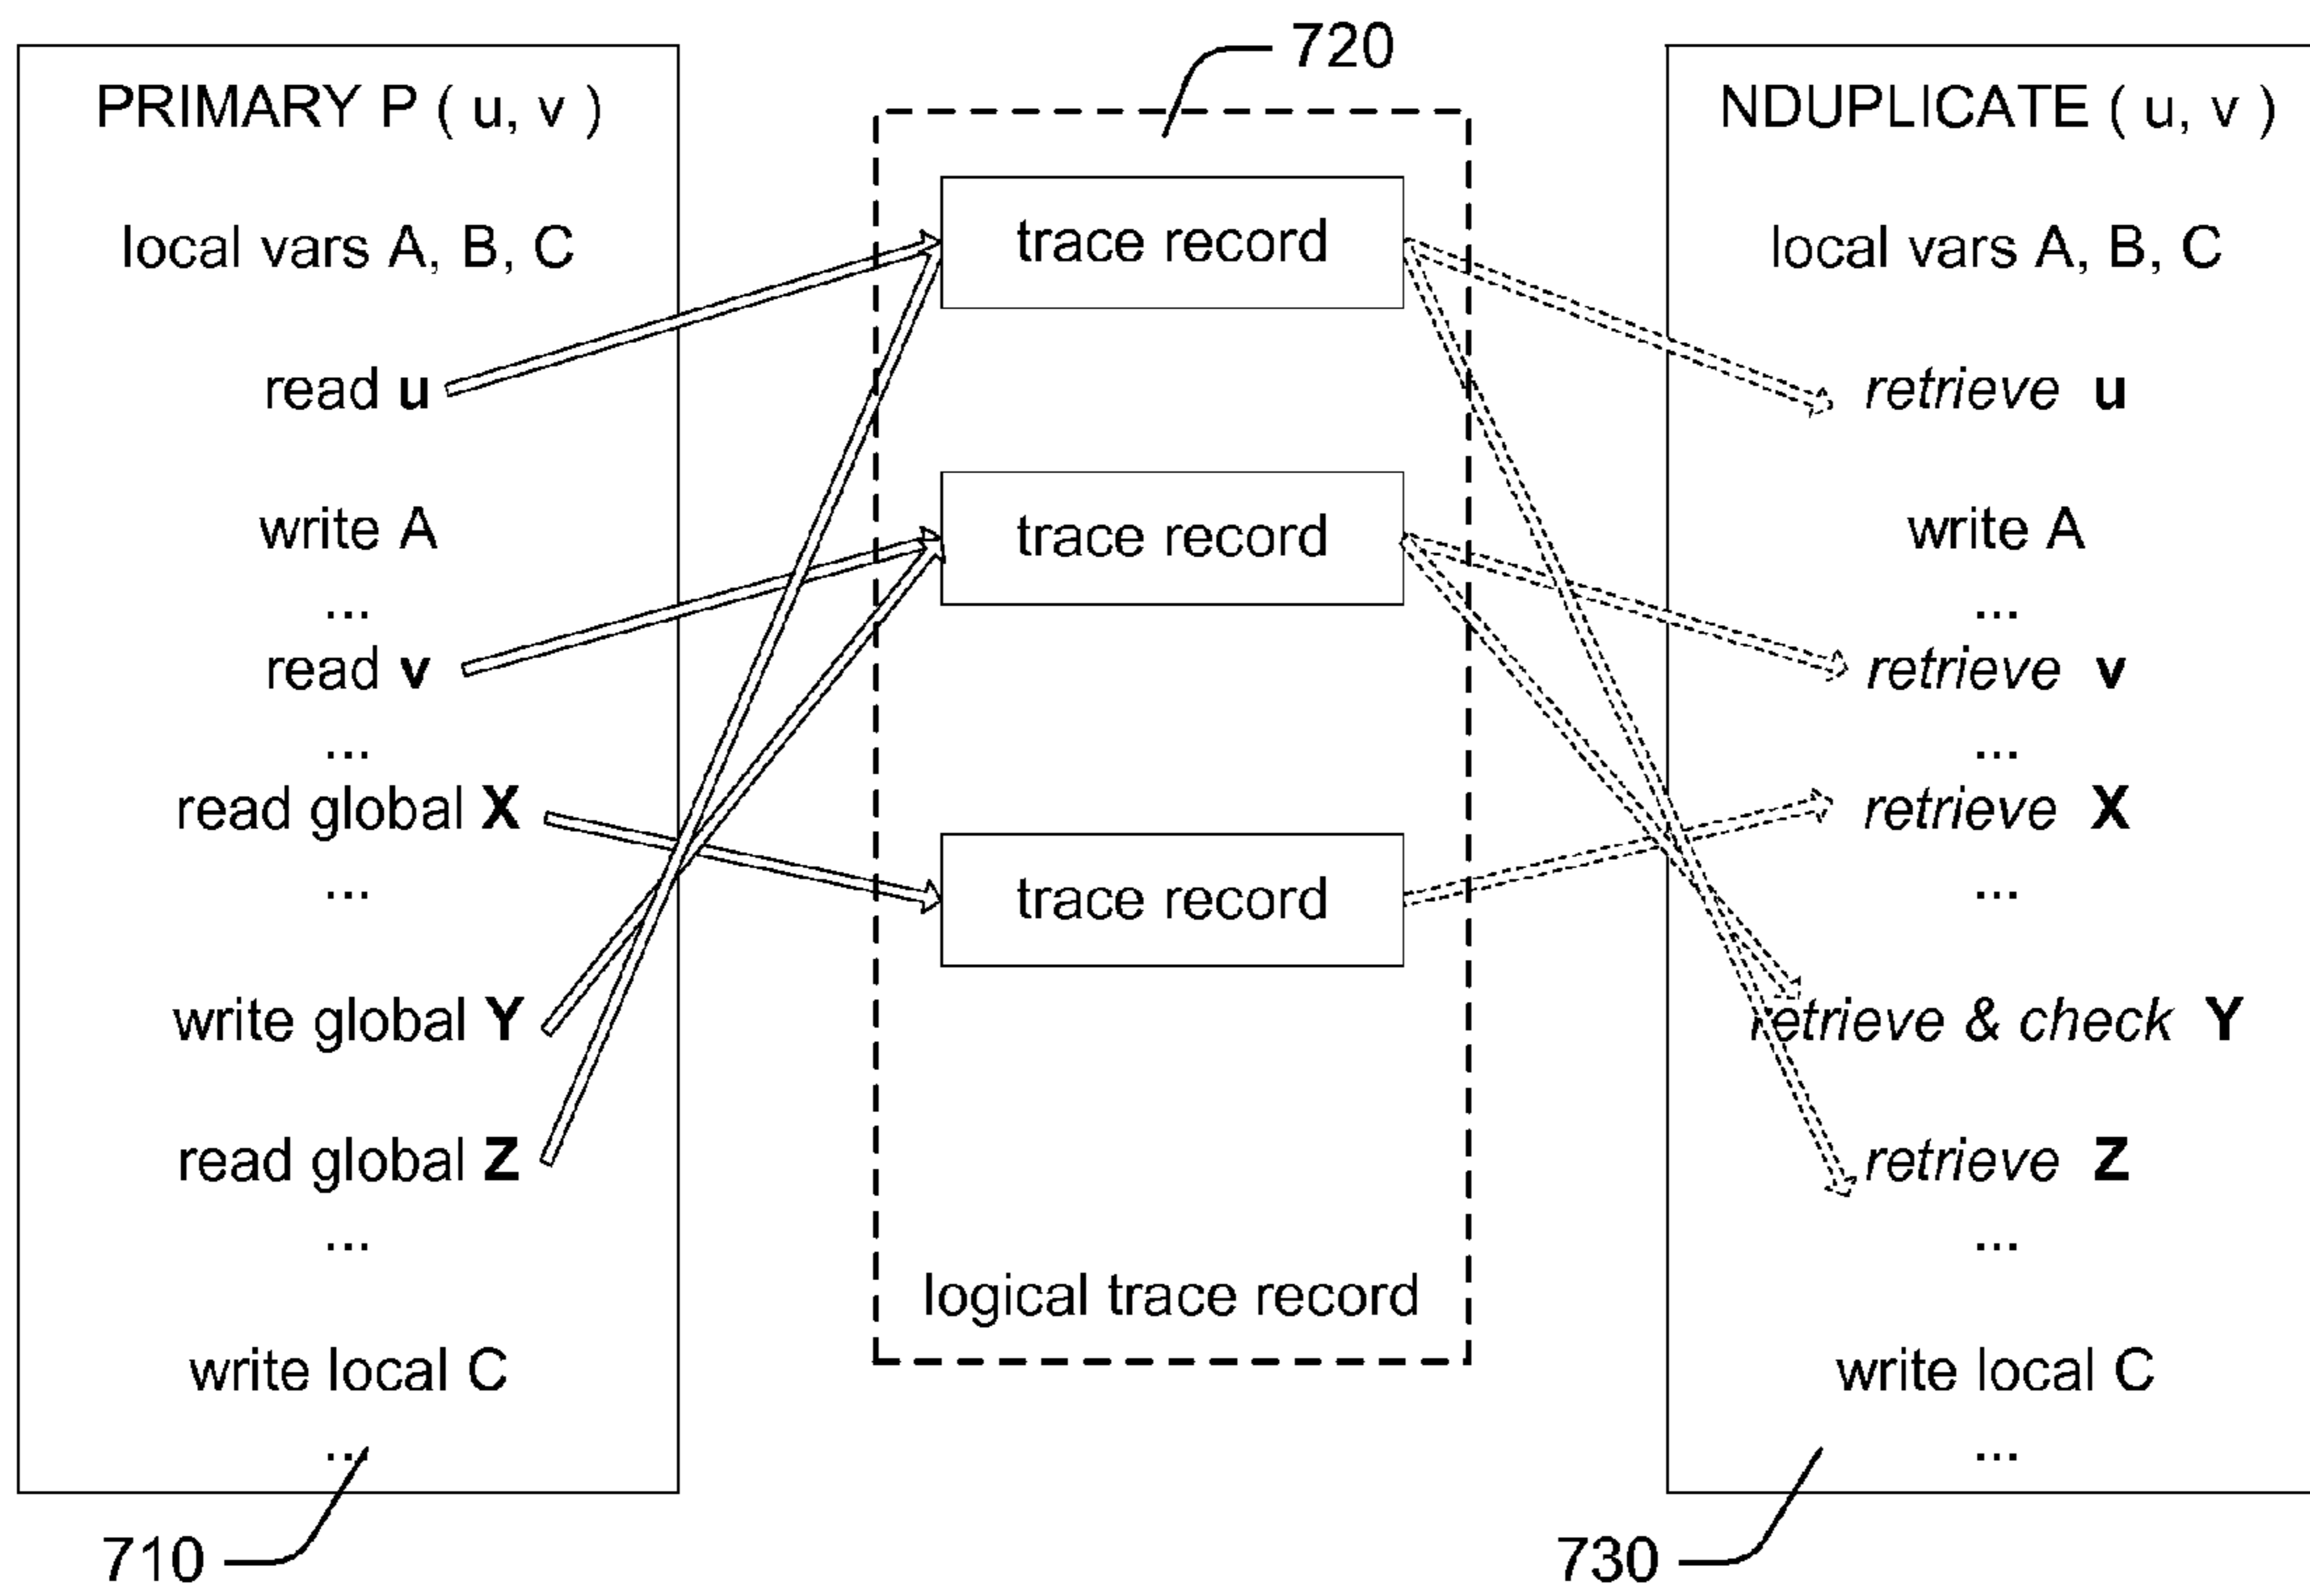 720
PRIMARY P ( u, v )
local vars A, B, C
read u
write A
...
read v
...
read global X
...
write global Y
read global Z
...
write local C
...
710
trace record
trace record
trace record
logical trace record
NDUPLICATE ( u, v )
local vars A, B, C
retrieve u
write A
...
retrieve v
...
retrieve X
...
retrieve & check Y
retrieve Z
...
write local C
...
730